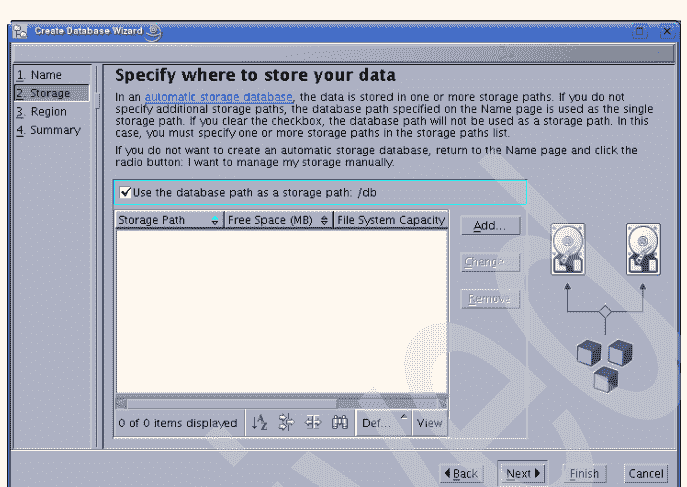 Create Database Wizard
1. Name
2. Storage
3. Region
4. Summary
Specify where to store your data
In an automatic storage database, the data is stored in one or more storage paths. If you do not
specify additional storage paths, the database path specified on the Name page is used as the single
storage path. If you clear the checkbox, the database path will not be used as a storage path. In this
case, you must specify one or more storage paths in the storage paths list.
If you do not want to create an automatic storage database, return to the Name page and click the
radio button: I want to manage my storage manually.
Use the database path as a storage path: /db
Storage Path Free Space (MB) File System Capacity
Add...
Change...
Remove
0 of 0 items displayed Def... View
Back Next Finish Cancel